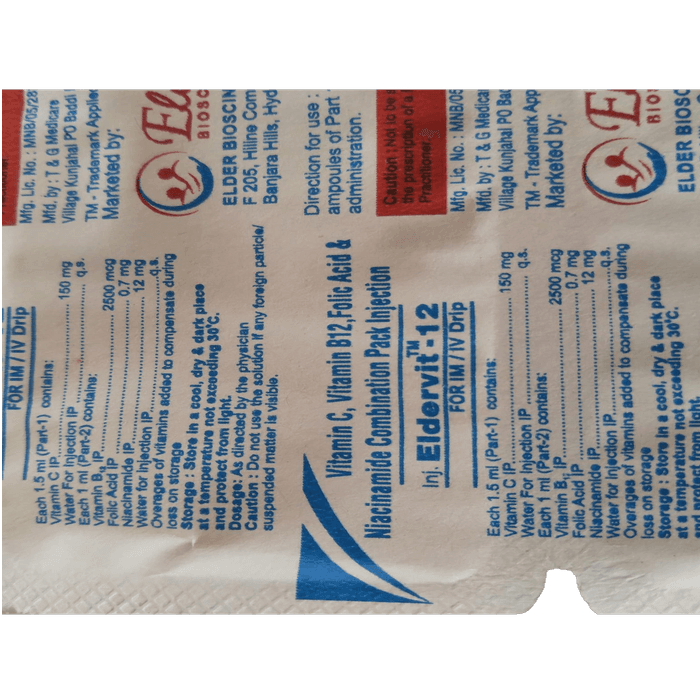 FOR IM / IV Drip
Each 1.5 ml (Part-1) contains:
Vitamin C IP 150 mg
Water For Injection IP q.s.
Each 1 ml (Part-2) contains:
Vitamin B12 IP 2500 mcg
Folic Acid IP 0.7 mg
Niacinamide IP 12 mg
Water for Injection IP q.s.
Overages of vitamins added to compensate during
loss on storage
Storage : Store in a cool, dry & dark place
at a temperature not exceeding 30°C.
and protect from light.
Dosage: As directed by the physician
Caution : Do not use the solution if any foreign particle/
suspended matter is visible.
Mfg. Lic. No. : MNB/05/28
Mfd. by : T & G Medicare
Village Kunjahal PO Baddi
TM - Trademark Applie
Marketed by:
Eld
BIOSC
ELDER BIOSCIN
F 205, Hiline Com
Banjara Hills, Hyd
Vitamin C, Vitamin B12, Folic Acid &
Niacinamide Combination Pack Injection
Inj. Eldervit™-12
FOR IM / IV Drip
Direction for use :
ampoules of Part
administration.
Caution : Not to be
the prescription of a
Practitioner.
Each 1.5 ml (Part-1) contains:
Vitamin C IP 150 mg
Water For Injection IP q.s.
Each 1 ml (Part-2) contains:
Vitamin B12 IP 2500 mcg
Folic Acid IP 0.7 mg
Niacinamide IP 12 mg
Water for Injection IP q.s.
Overages of vitamins added to compensate during
loss on storage
Storage : Store in a cool, dry & dark place
at a temperature not exceeding 30°C.
Mfg. Lic. No. : MNB/05
Mfd. by : T & G Medicar
Village Kunjahal PO Bad
TM - Trademark App
Marketed by:
El
BIOS
ELDER BIOSC